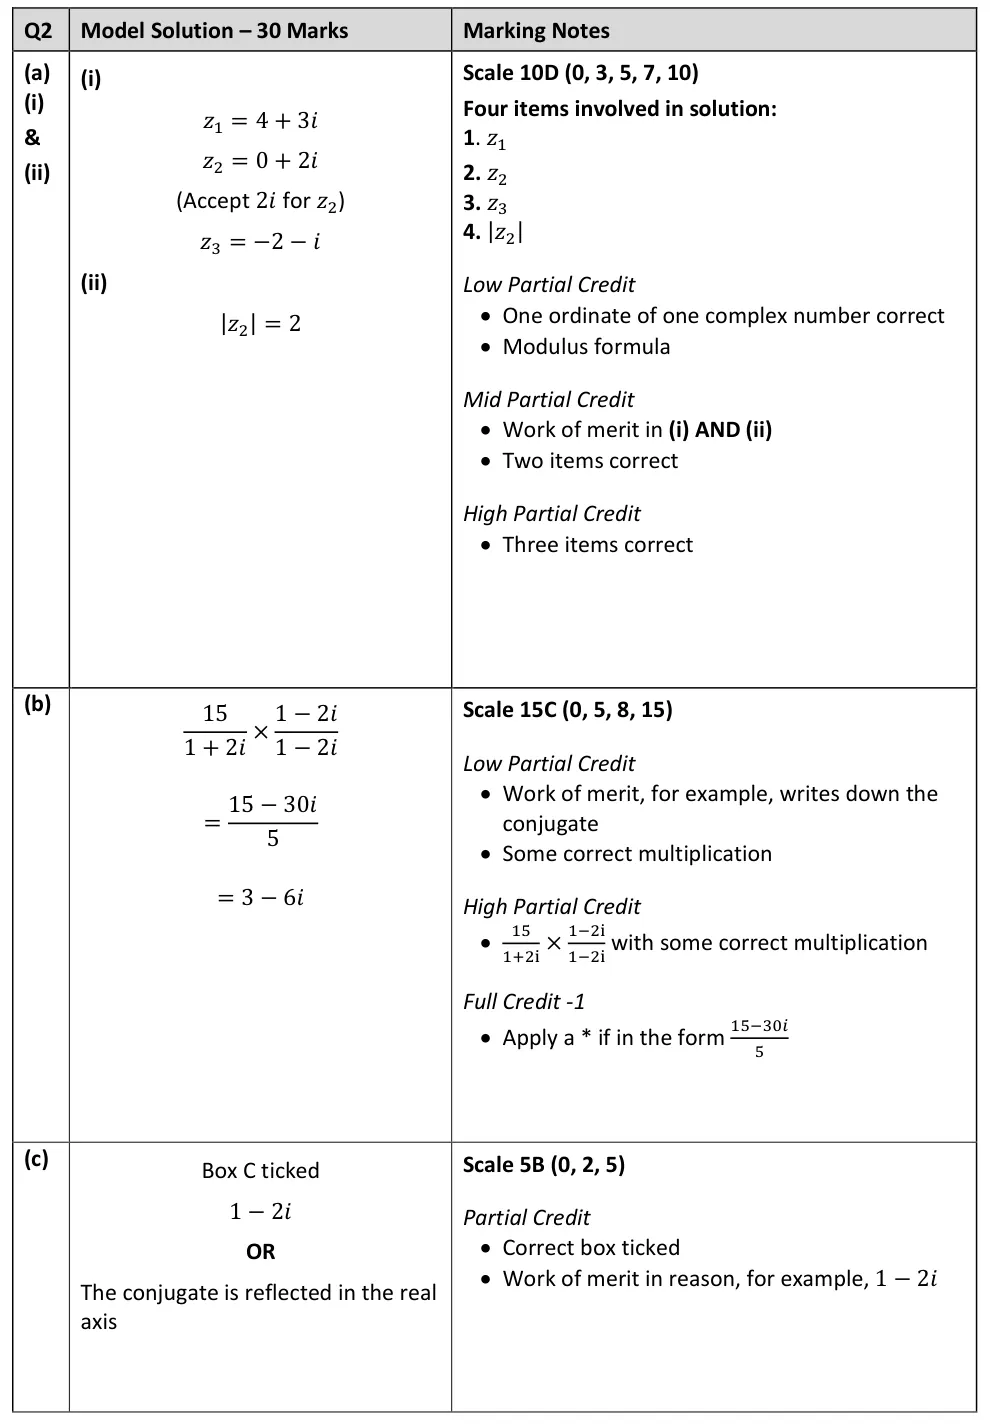 Q2 Model Solution – 30 Marks Marking Notes
(a)
(i)
&
(ii)
(i)
z₁ = 4 + 3i
z₂ = 0 + 2i
(Accept 2i for z₂)
z₃ = −2 − i
(ii)
|z₂| = 2
Scale 10D (0, 3, 5, 7, 10)
Four items involved in solution:
1. z₁
2. z₂
3. z₃
4. |z₂|
Low Partial Credit
• One ordinate of one complex number correct
• Modulus formula
Mid Partial Credit
• Work of merit in (i) AND (ii)
• Two items correct
High Partial Credit
• Three items correct
(b)
15/(1 + 2i) × (1 − 2i)/(1 − 2i)
= (15 − 30i)/5
= 3 − 6i
Scale 15C (0, 5, 8, 15)
Low Partial Credit
• Work of merit, for example, writes down the
conjugate
• Some correct multiplication
High Partial Credit
• 15/(1+2i) × (1−2i)/(1−2i) with some correct multiplication
Full Credit -1
• Apply a * if in the form (15−30i)/5
(c)
Box C ticked
1 − 2i
OR
The conjugate is reflected in the real
axis
Scale 5B (0, 2, 5)
Partial Credit
• Correct box ticked
• Work of merit in reason, for example, 1 − 2i